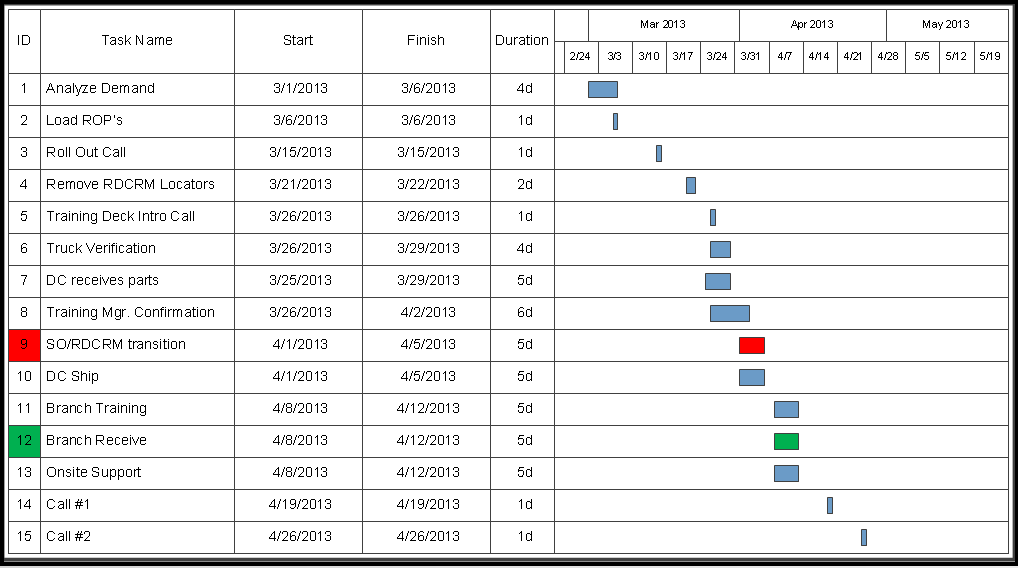 ID Task Name Start Finish Duration Mar 2013 Apr 2013 May 2013
2/24 3/3 3/10 3/17 3/24 3/31 4/7 4/14 4/21 4/28 5/5 5/12 5/19
1 Analyze Demand 3/1/2013 3/6/2013 4d
2 Load ROP's 3/6/2013 3/6/2013 1d
3 Roll Out Call 3/15/2013 3/15/2013 1d
4 Remove RDCRM Locators 3/21/2013 3/22/2013 2d
5 Training Deck Intro Call 3/26/2013 3/26/2013 1d
6 Truck Verification 3/26/2013 3/29/2013 4d
7 DC receives parts 3/25/2013 3/29/2013 5d
8 Training Mgr. Confirmation 3/26/2013 4/2/2013 6d
9 SO/RDCRM transition 4/1/2013 4/5/2013 5d
10 DC Ship 4/1/2013 4/5/2013 5d
11 Branch Training 4/8/2013 4/12/2013 5d
12 Branch Receive 4/8/2013 4/12/2013 5d
13 Onsite Support 4/8/2013 4/12/2013 5d
14 Call #1 4/19/2013 4/19/2013 1d
15 Call #2 4/26/2013 4/26/2013 1d